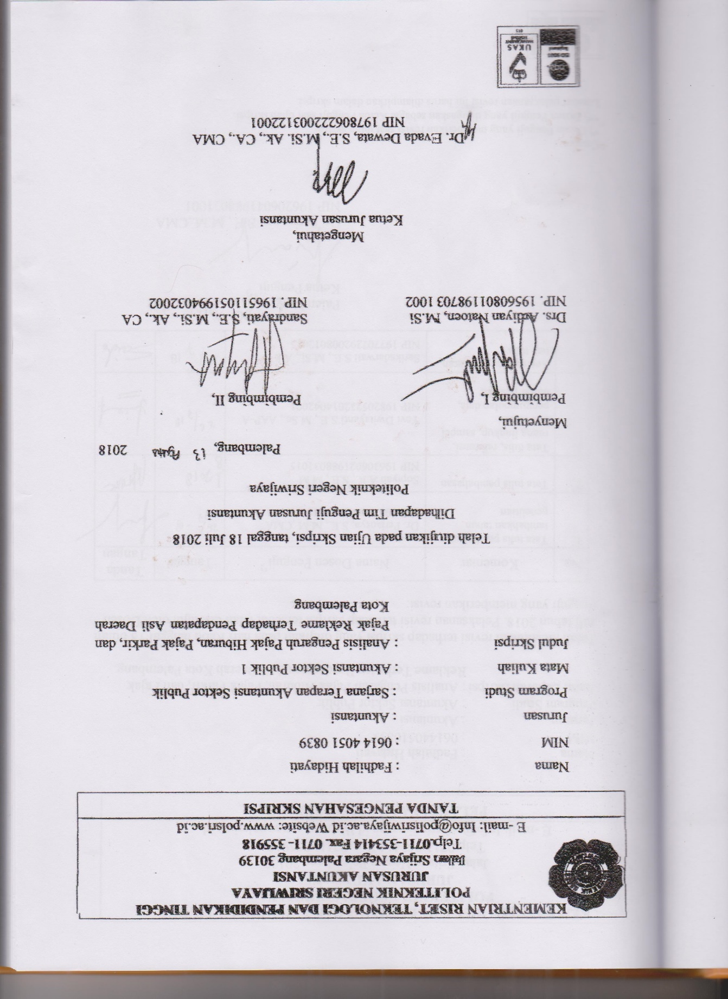 KEMENTRIAN RISET, TEKNOLOGI DAN PENDIDIKAN TINGGI
POLITEKNIK NEGERI SRIWIJAYA
JURUSAN AKUNTANSI
Jalan Srijaya Negara Palembang 30139
Telp.0711-353414 Fax. 0711- 355918
E -mail: Info@polisriwijaya.ac.id Website: www.polsri.ac.id
TANDA PENGESAHAN SKRIPSI
Nama : Fadhilah Hidayati
NIM : 0614 4051 0839
Jurusan : Akuntansi
Program Studi : Sarjana Terapan Akuntansi Sektor Publik
Mata Kuliah : Akuntansi Sektor Publik 1
Judul Skripsi : Analisis Pengaruh Pajak Hiburan, Pajak Parkir, dan
Pajak Reklame Terhadap Pendapatan Asli Daerah
Kota Palembang
Telah diujikan pada Ujian Skripsi, tanggal 18 Juli 2018
Dihadapan Tim Penguji Jurusan Akuntansi
Politeknik Negeri Sriwijaya
Palembang, 2018
Menyetujui,
Pembimbing I, Pembimbing II,
Drs. Ardiyan Natoen, M.Si Sandrayati, S.E., M.Si., Ak., CA
NIP. 19560801198703 1002 NIP. 196511051994032002
Mengetahui,
Ketua Jurusan Akuntansi
Dr. Evada Dewata, S.E., M.Si. Ak., CA., CMA
NIP 197806222003122001
UKAS